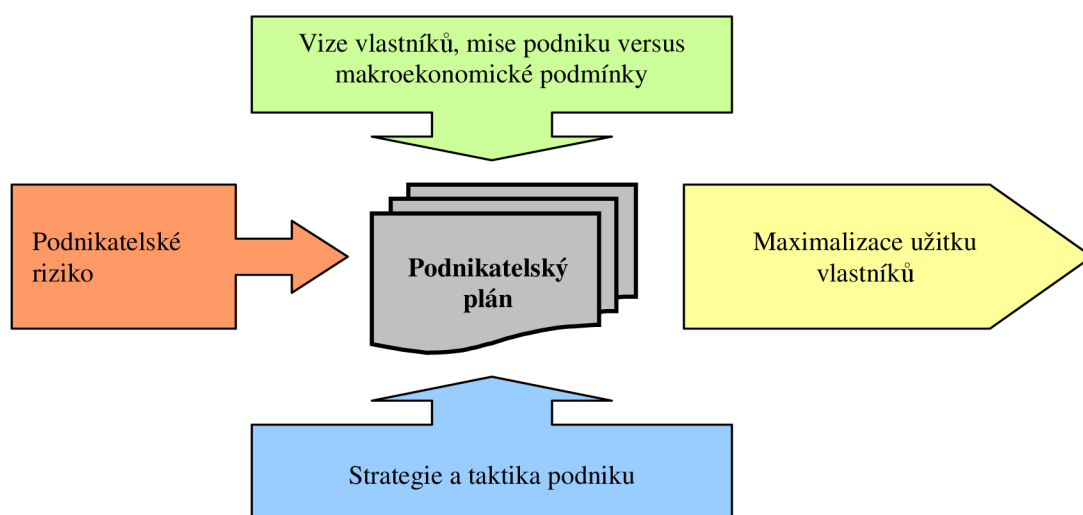 Vize vlastníků, mise podniku versus
makroekonomické podmínky
Podnikatelské
riziko
Podnikatelský
plán
Maximalizace užitku
vlastníků
Strategie a taktika podniku